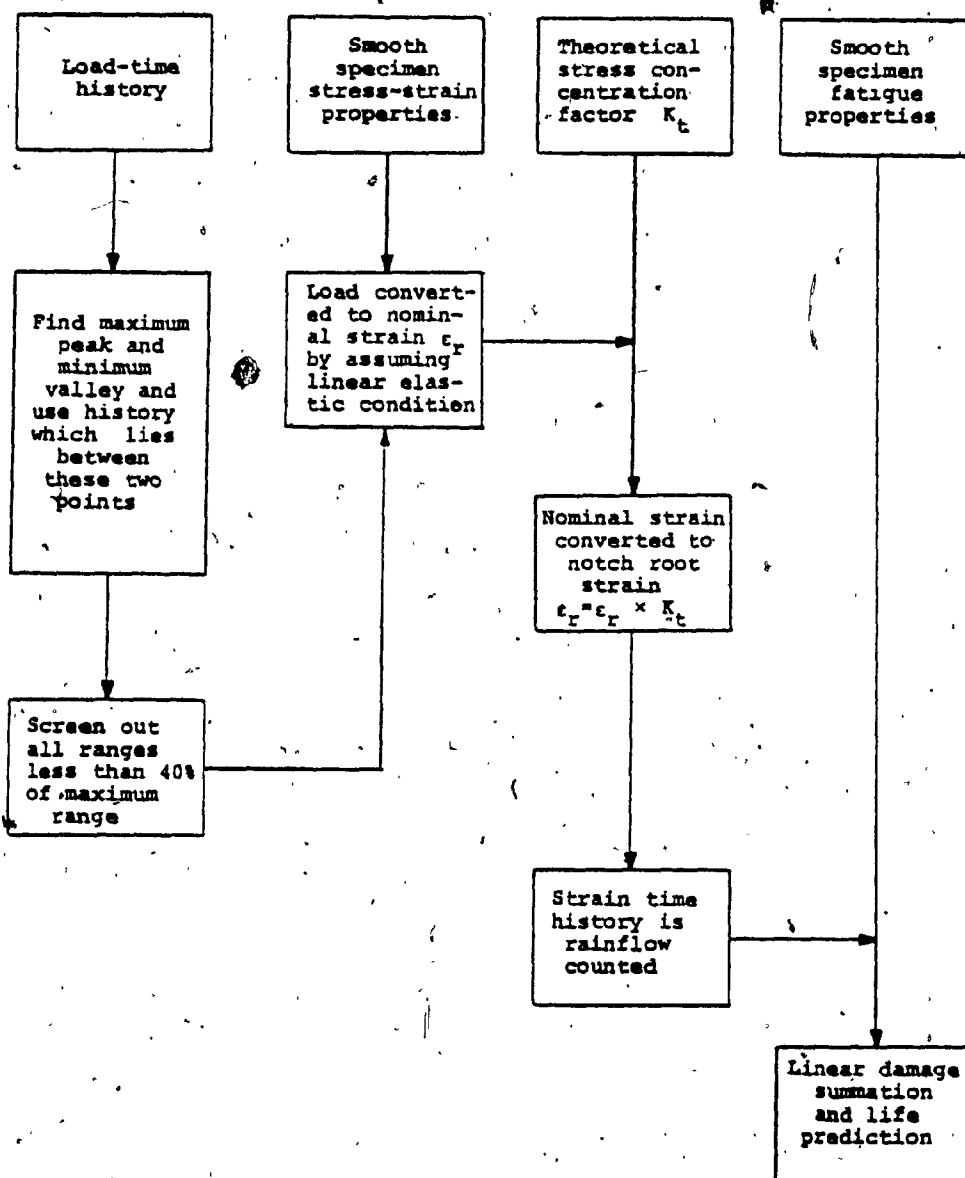 Load-time
history
Smooth
specimen
stress-strain
properties
Theoretical
stress con-
centration
factor K_t
Smooth
specimen
fatigue
properties
Find maximum
peak and
minimum
valley and
use history
which lies
between
these two
points
Load convert-
ed to nomin-
al strain ε_r
by assuming
linear elas-
tic condition
Nominal strain
converted to
notch root
strain
ε_r=ε_r × K_t
Screen out
all ranges
less than 40%
of maximum
range
Strain time
history is
rainflow
counted
Linear damage
summation
and life
prediction